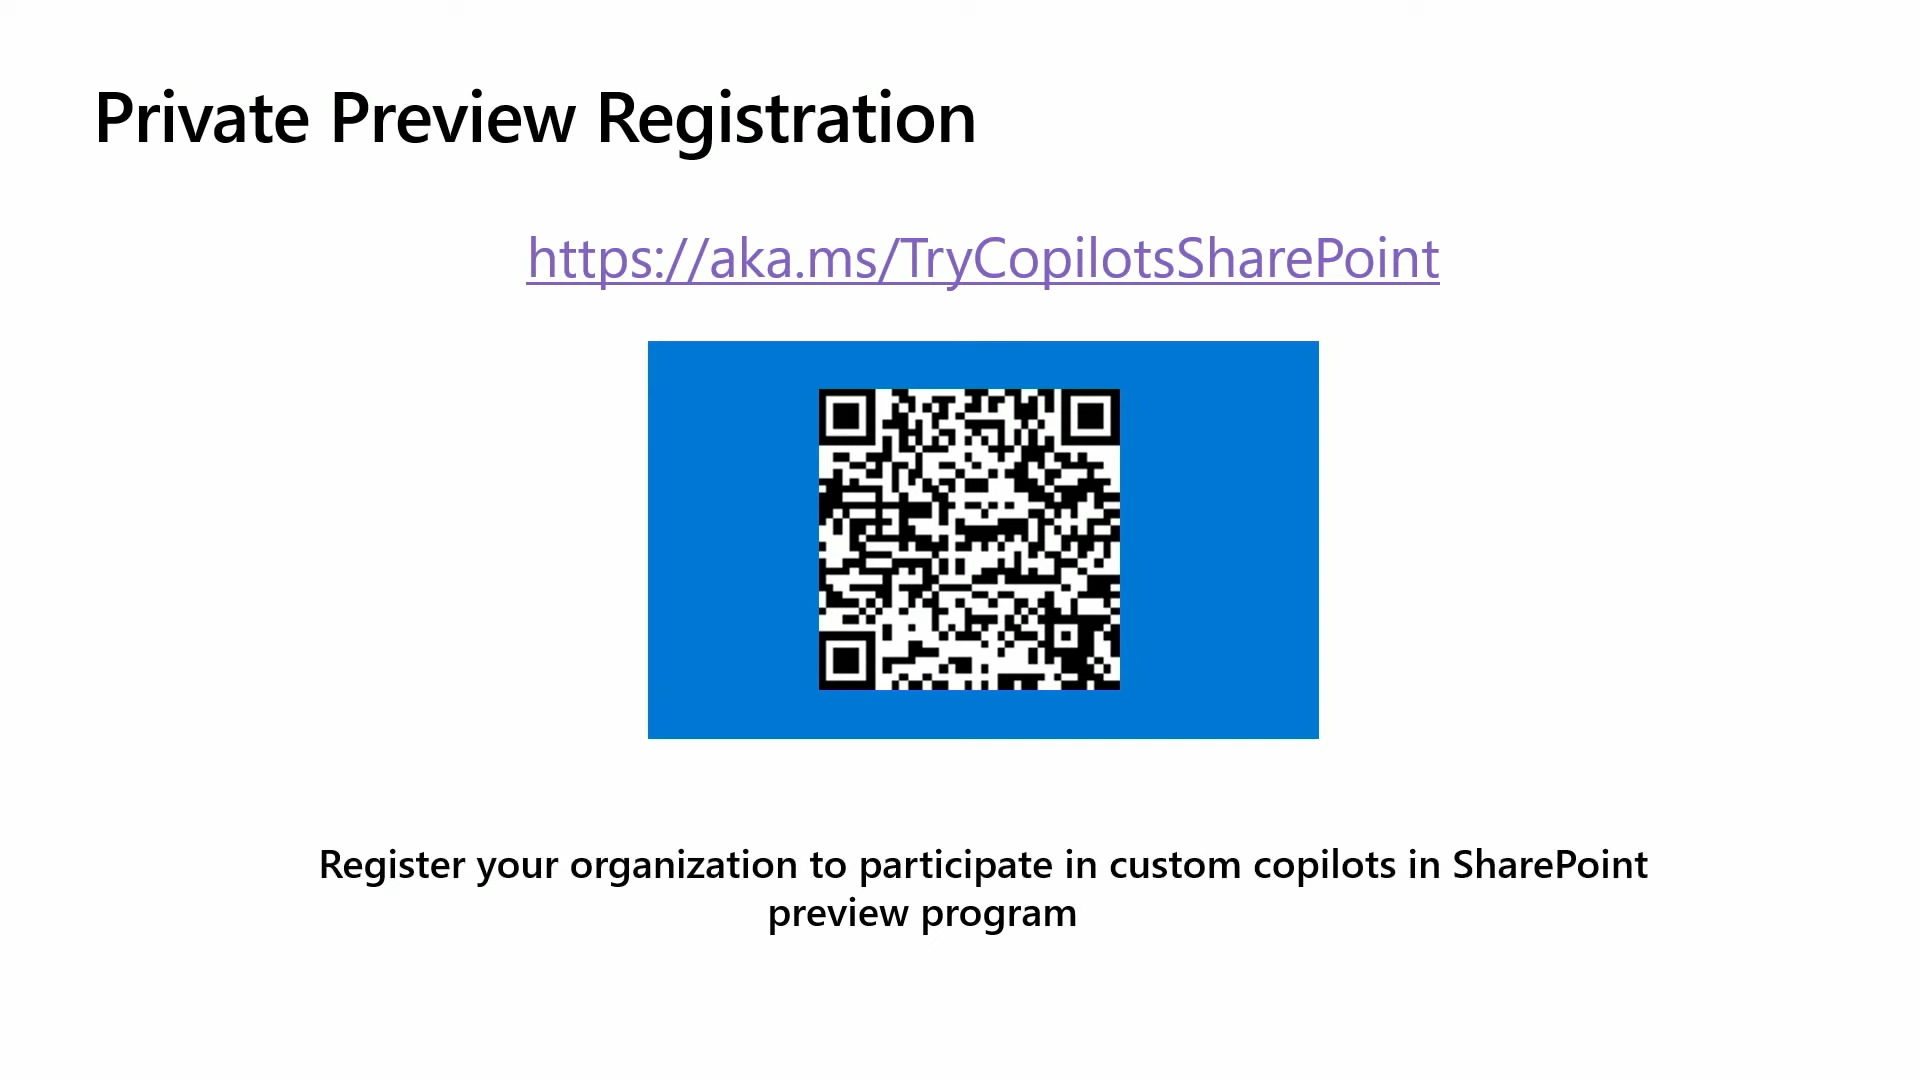 Private Preview Registration
https://aka.ms/TryCopilotsSharePoint
Register your organization to participate in custom copilots in SharePoint
preview program